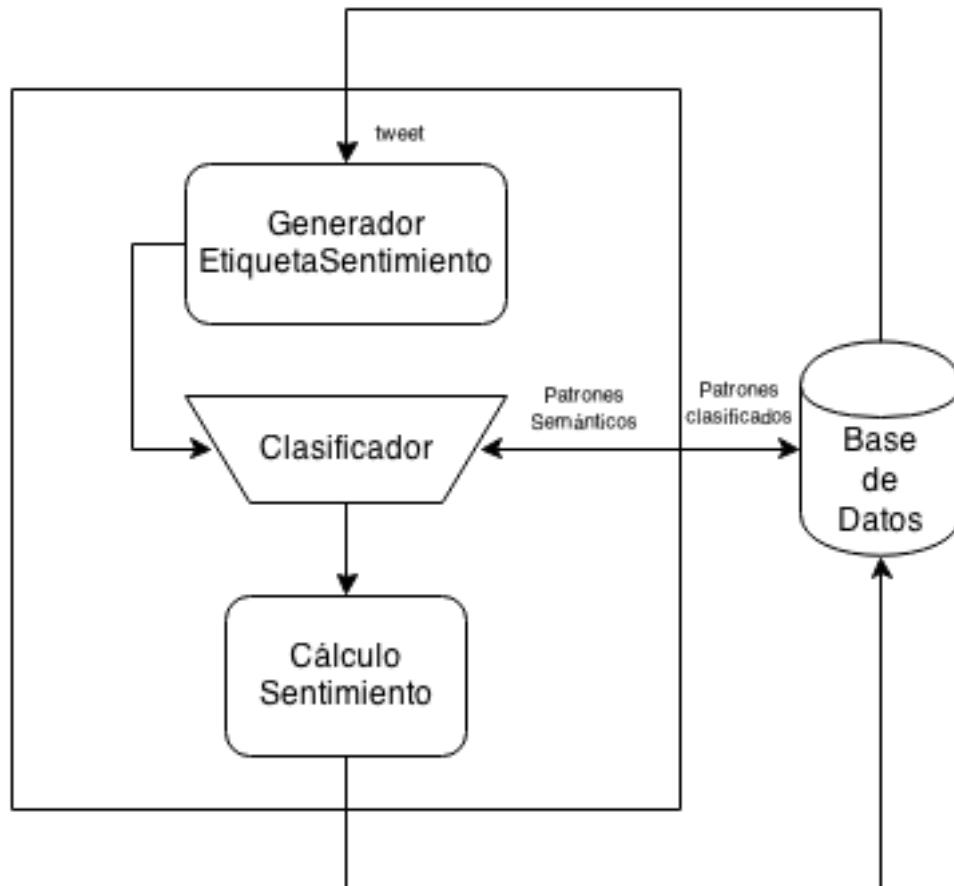 tweet
Generador
EtiquetaSentimiento
Patrones
Semánticos
Patrones
clasificados
Clasificador
Base
de
Datos
Cálculo
Sentimiento